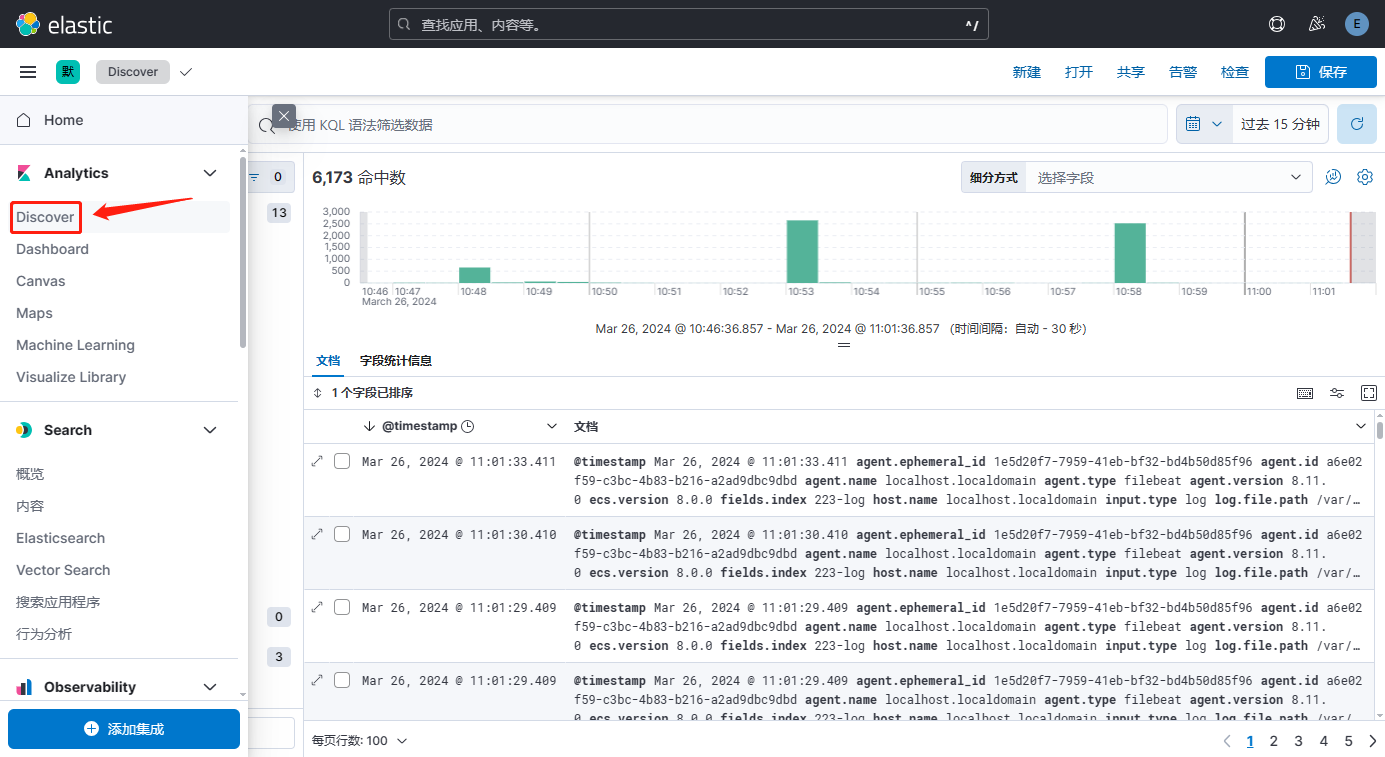 elastic
查找应用、内容等。
^/
E
默
Discover
新建
打开
共享
告警
检查
保存
Home
Analytics
Discover
Dashboard
Canvas
Maps
Machine Learning
Visualize Library
Search
概览
内容
Elasticsearch
Vector Search
搜索应用程序
行为分析
Observability
添加集成
使用 KQL 语法筛选数据
过去 15 分钟
0
13
0
3
6,173 命中数
细分方式
选择字段
3,000
2,500
2,000
1,500
1,000
500
0
10:46 10:47 10:48 10:49 10:50 10:51 10:52 10:53 10:54 10:55 10:56 10:57 10:58 10:59 11:00 11:01
March 26, 2024
Mar 26, 2024 @ 10:46:36.857 - Mar 26, 2024 @ 11:01:36.857 （时间间隔：自动 - 30 秒）
文档 字段统计信息
1 个字段已排序
@timestamp
文档
Mar 26, 2024 @ 11:01:33.411
@timestamp Mar 26, 2024 @ 11:01:33.411 agent.ephemeral_id 1e5d20f7-7959-41eb-bf32-bd4b50d85f96 agent.id a6e02
f59-c3bc-4b83-b216-a2ad9dbc9dbd agent.name localhost.localdomain agent.type filebeat agent.version 8.11.
0 ecs.version 8.0.0 fields.index 223-log host.name localhost.localdomain input.type log log.file.path /var/…
Mar 26, 2024 @ 11:01:30.410
@timestamp Mar 26, 2024 @ 11:01:30.410 agent.ephemeral_id 1e5d20f7-7959-41eb-bf32-bd4b50d85f96 agent.id a6e02
f59-c3bc-4b83-b216-a2ad9dbc9dbd agent.name localhost.localdomain agent.type filebeat agent.version 8.11.
0 ecs.version 8.0.0 fields.index 223-log host.name localhost.localdomain input.type log log.file.path /var/…
Mar 26, 2024 @ 11:01:29.409
@timestamp Mar 26, 2024 @ 11:01:29.409 agent.ephemeral_id 1e5d20f7-7959-41eb-bf32-bd4b50d85f96 agent.id a6e02
f59-c3bc-4b83-b216-a2ad9dbc9dbd agent.name localhost.localdomain agent.type filebeat agent.version 8.11.
0 ecs.version 8.0.0 fields.index 223-log host.name localhost.localdomain input.type log log.file.path /var/…
Mar 26, 2024 @ 11:01:29.409
@timestamp Mar 26, 2024 @ 11:01:29.409 agent.ephemeral_id 1e5d20f7-7959-41eb-bf32-bd4b50d85f96 agent.id a6e02
f59-c3bc-4b83-b216-a2ad9dbc9dbd agent.name localhost.localdomain agent.type filebeat agent.version 8.11.
0 ecs.version 8.0.0 fields.index 223-log host.name localhost.localdomain input.type log log.file.path /var/…
每页行数: 100
1 2 3 4 5